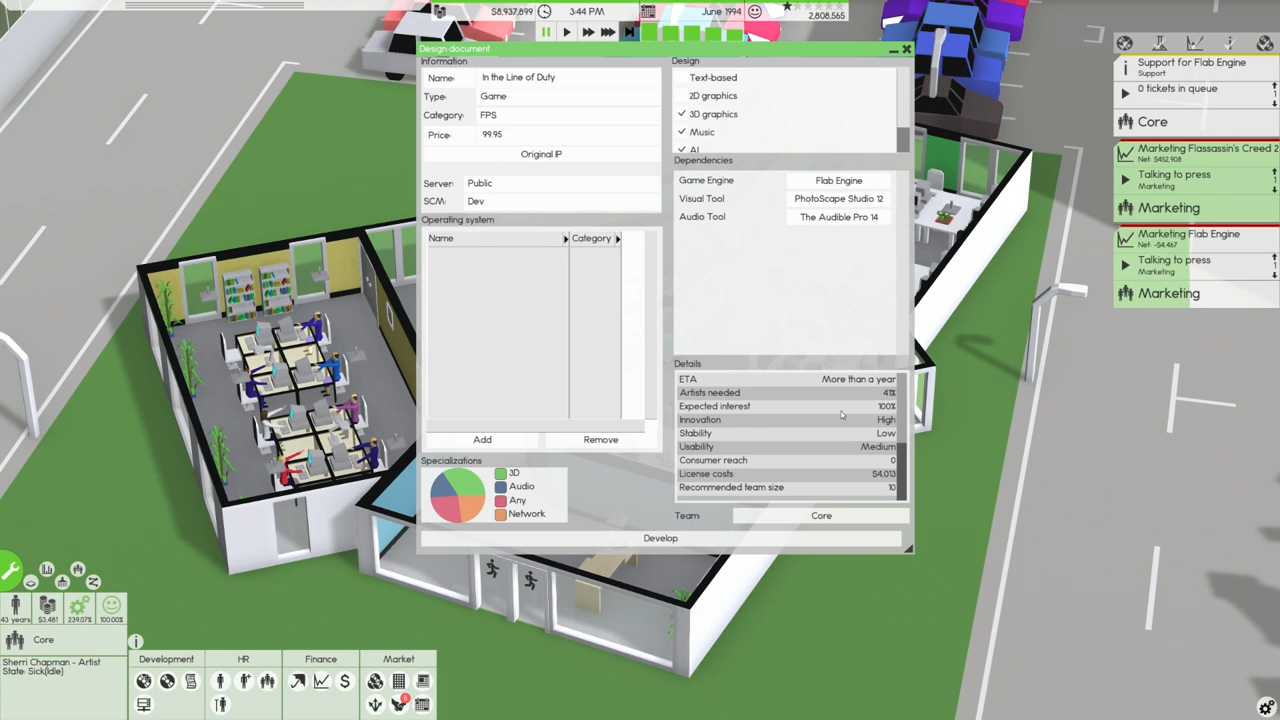 $8,937,899
3:44 PM
June 1994
2,808,565
Design document
Information
Name: In the Line of Duty
Type: Game
Category: FPS
Price: 99.95
Original IP
Server: Public
SCM: Dev
Operating system
Name
Category
Add
Remove
Specializations
3D
Audio
Any
Network
Design
Text-based
2D graphics
3D graphics
Music
AI
Dependencies
Game Engine Flab Engine
Visual Tool PhotoScape Studio 12
Audio Tool The Audible Pro 14
Details
ETA More than a year
Artists needed 41%
Expected interest 100%
Innovation High
Stability Low
Usability Medium
Consumer reach 0
License costs $4.013
Recommended team size 10
Team: Core
Develop
Support for Flab Engine
Support
0 tickets in queue
1
Core
Marketing Flassassin's Creed 2
Net: $452,908
Talking to press
Marketing
1
Marketing
Marketing Flab Engine
Net: -$4.467
Talking to press
Marketing
1
Marketing
43 years
$3.481
239.07%
100.00%
Core
Sherri Chapman - Artist
State: Sick(Idle)
Development
HR
Finance
Market
6